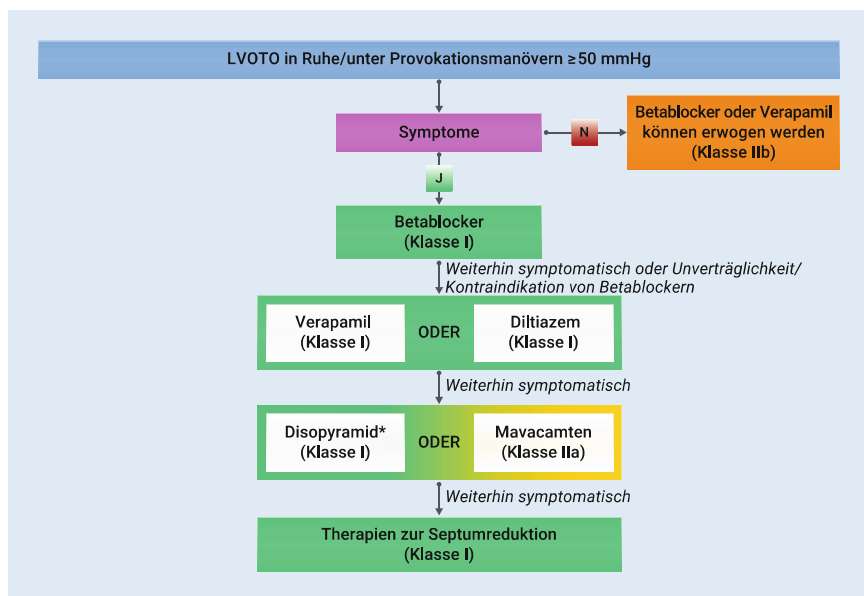 LVOTO in Ruhe/unter Provokationsmanövern ≥50 mmHg
Symptome
N
Betablocker oder Verapamil
können erwogen werden
(Klasse IIb)
J
Betablocker
(Klasse I)
Weiterhin symptomatisch oder Unverträglichkeit/
Kontraindikation von Betablockern
Verapamil
(Klasse I)
ODER
Diltiazem
(Klasse I)
Weiterhin symptomatisch
Disopyramid*
(Klasse I)
ODER
Mavacamten
(Klasse IIa)
Weiterhin symptomatisch
Therapien zur Septumreduktion
(Klasse I)